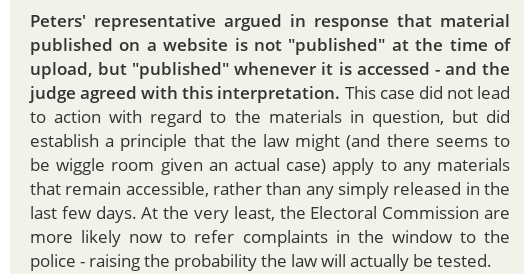 Peters' representative argued in response that material
published on a website is not "published" at the time of
upload, but "published" whenever it is accessed - and the
judge agreed with this interpretation. This case did not lead
to action with regard to the materials in question, but did
establish a principle that the law might (and there seems to
be wiggle room given an actual case) apply to any materials
that remain accessible, rather than any simply released in the
last few days. At the very least, the Electoral Commission are
more likely now to refer complaints in the window to the
police - raising the probability the law will actually be tested.